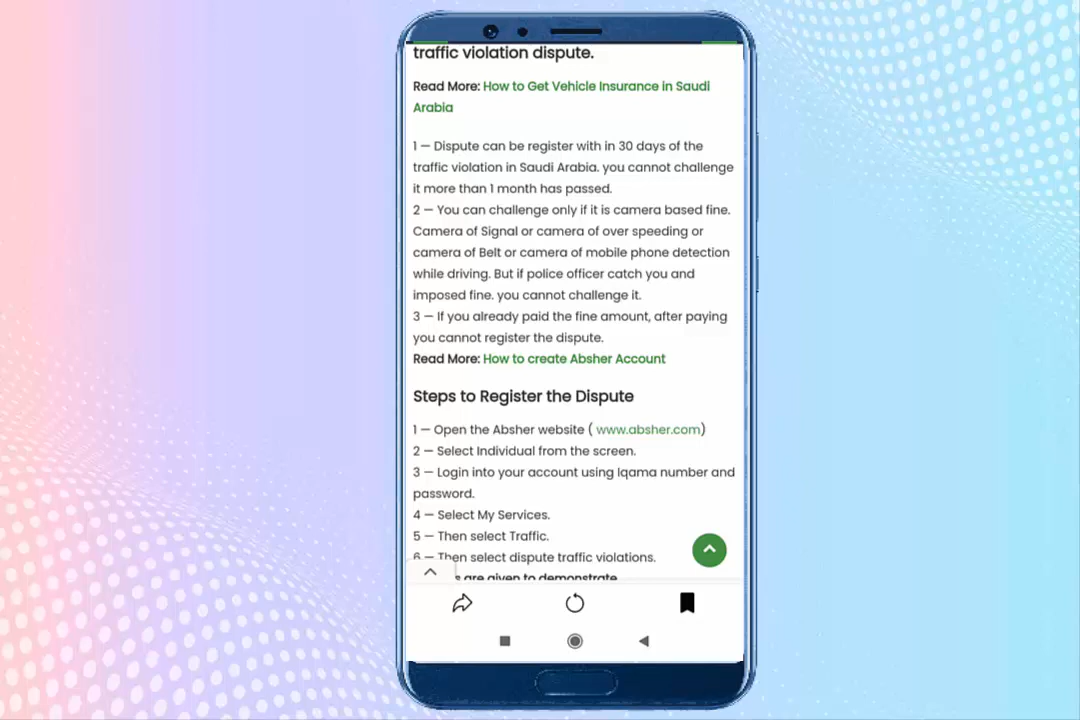 traffic violation dispute.
Read More: How to Get Vehicle Insurance in Saudi
Arabia
1 – Dispute can be register with in 30 days of the
traffic violation in Saudi Arabia. you cannot challenge
it more than 1 month has passed.
2 – You can challenge only if it is camera based fine.
Camera of Signal or camera of over speeding or
camera of Belt or camera of mobile phone detection
while driving. But if police officer catch you and
imposed fine. you cannot challenge it.
3 – If you already paid the fine amount, after paying
you cannot register the dispute.
Read More: How to create Absher Account
Steps to Register the Dispute
1 – Open the Absher website ( www.absher.com)
2 – Select Individual from the screen.
3 – Login into your account using Iqama number and
password.
4 – Select My Services.
5 – Then select Traffic.
6 – Then select dispute traffic violations.
are given to demonstrate